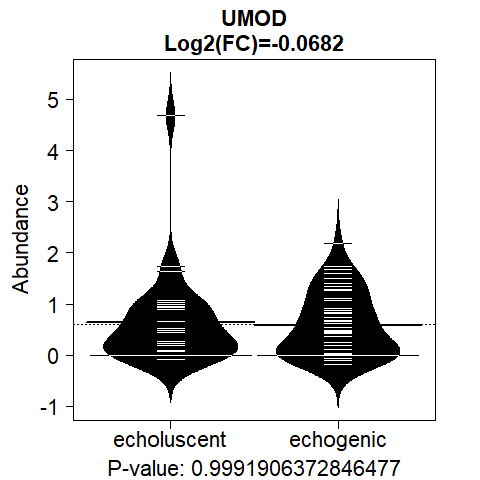 UMOD
Log2(FC)=-0.0682
Abundance
5
4
3
2
1
0
-1
echoluscent echogenic
P-value: 0.9991906372846477